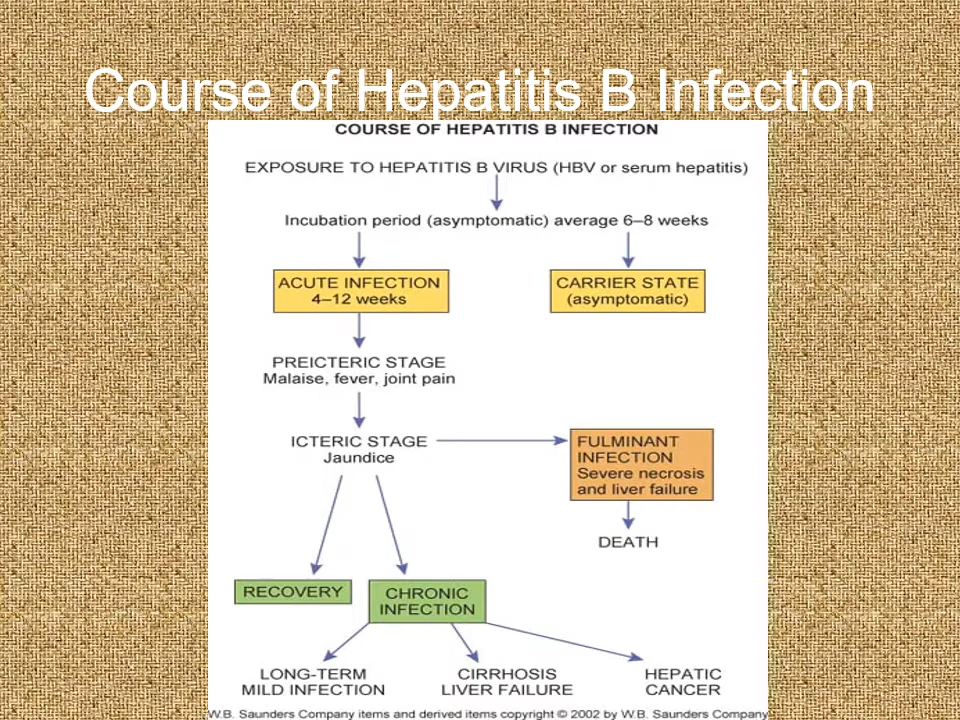 Course of Hepatitis B Infection
COURSE OF HEPATITIS B INFECTION
EXPOSURE TO HEPATITIS B VIRUS (HBV or serum hepatitis)
Incubation period (asymptomatic) average 6–8 weeks
ACUTE INFECTION
4–12 weeks
CARRIER STATE
(asymptomatic)
PREICTERIC STAGE
Malaise, fever, joint pain
ICTERIC STAGE
Jaundice
FULMINANT
INFECTION
Severe necrosis
and liver failure
DEATH
RECOVERY
CHRONIC
INFECTION
LONG-TERM
MILD INFECTION
CIRRHOSIS
LIVER FAILURE
HEPATIC
CANCER
W.B. Saunders Company items and derived items copyright © 2002 by W.B. Saunders Company